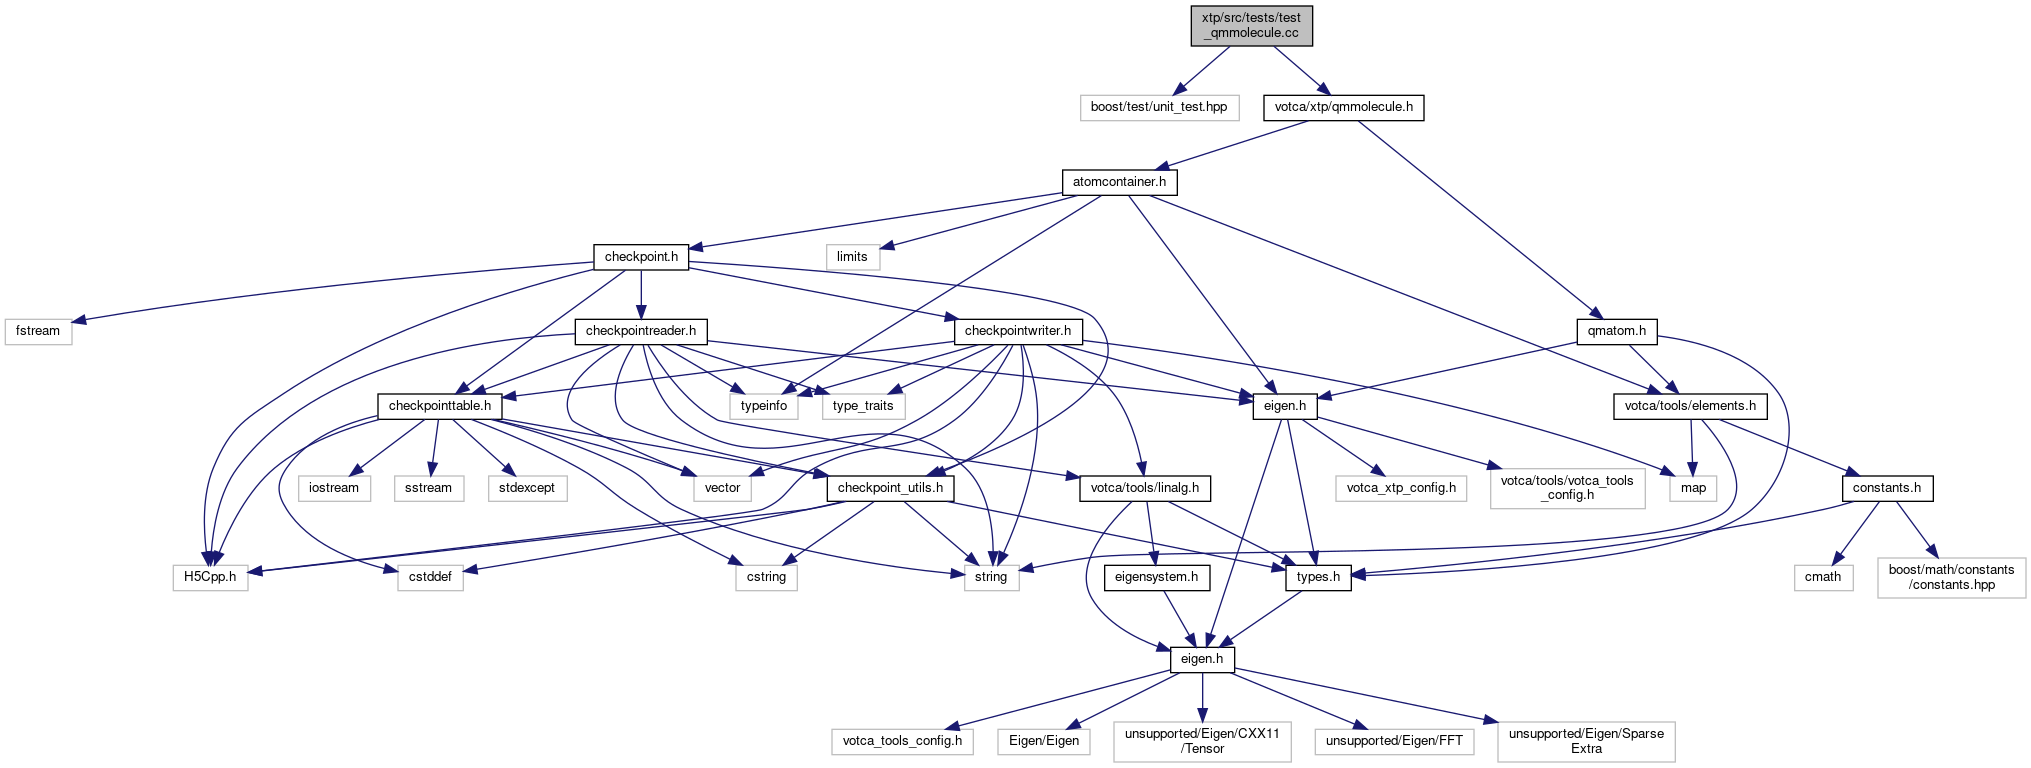 xtp/src/tests/test
_qmmolecule.cc
boost/test/unit_test.hpp
votca/xtp/qmmolecule.h
atomcontainer.h
checkpoint.h
limits
fstream
checkpointreader.h
checkpointwriter.h
qmatom.h
checkpointtable.h
typeinfo
type_traits
eigen.h
votca/tools/elements.h
iostream
sstream
stdexcept
vector
checkpoint_utils.h
votca/tools/linalg.h
votca_xtp_config.h
votca/tools/votca_tools
_config.h
map
constants.h
H5Cpp.h
cstddef
cstring
string
eigensystem.h
types.h
cmath
boost/math/constants
/constants.hpp
eigen.h
votca_tools_config.h
Eigen/Eigen
unsupported/Eigen/CXX11
/Tensor
unsupported/Eigen/FFT
unsupported/Eigen/Sparse
Extra